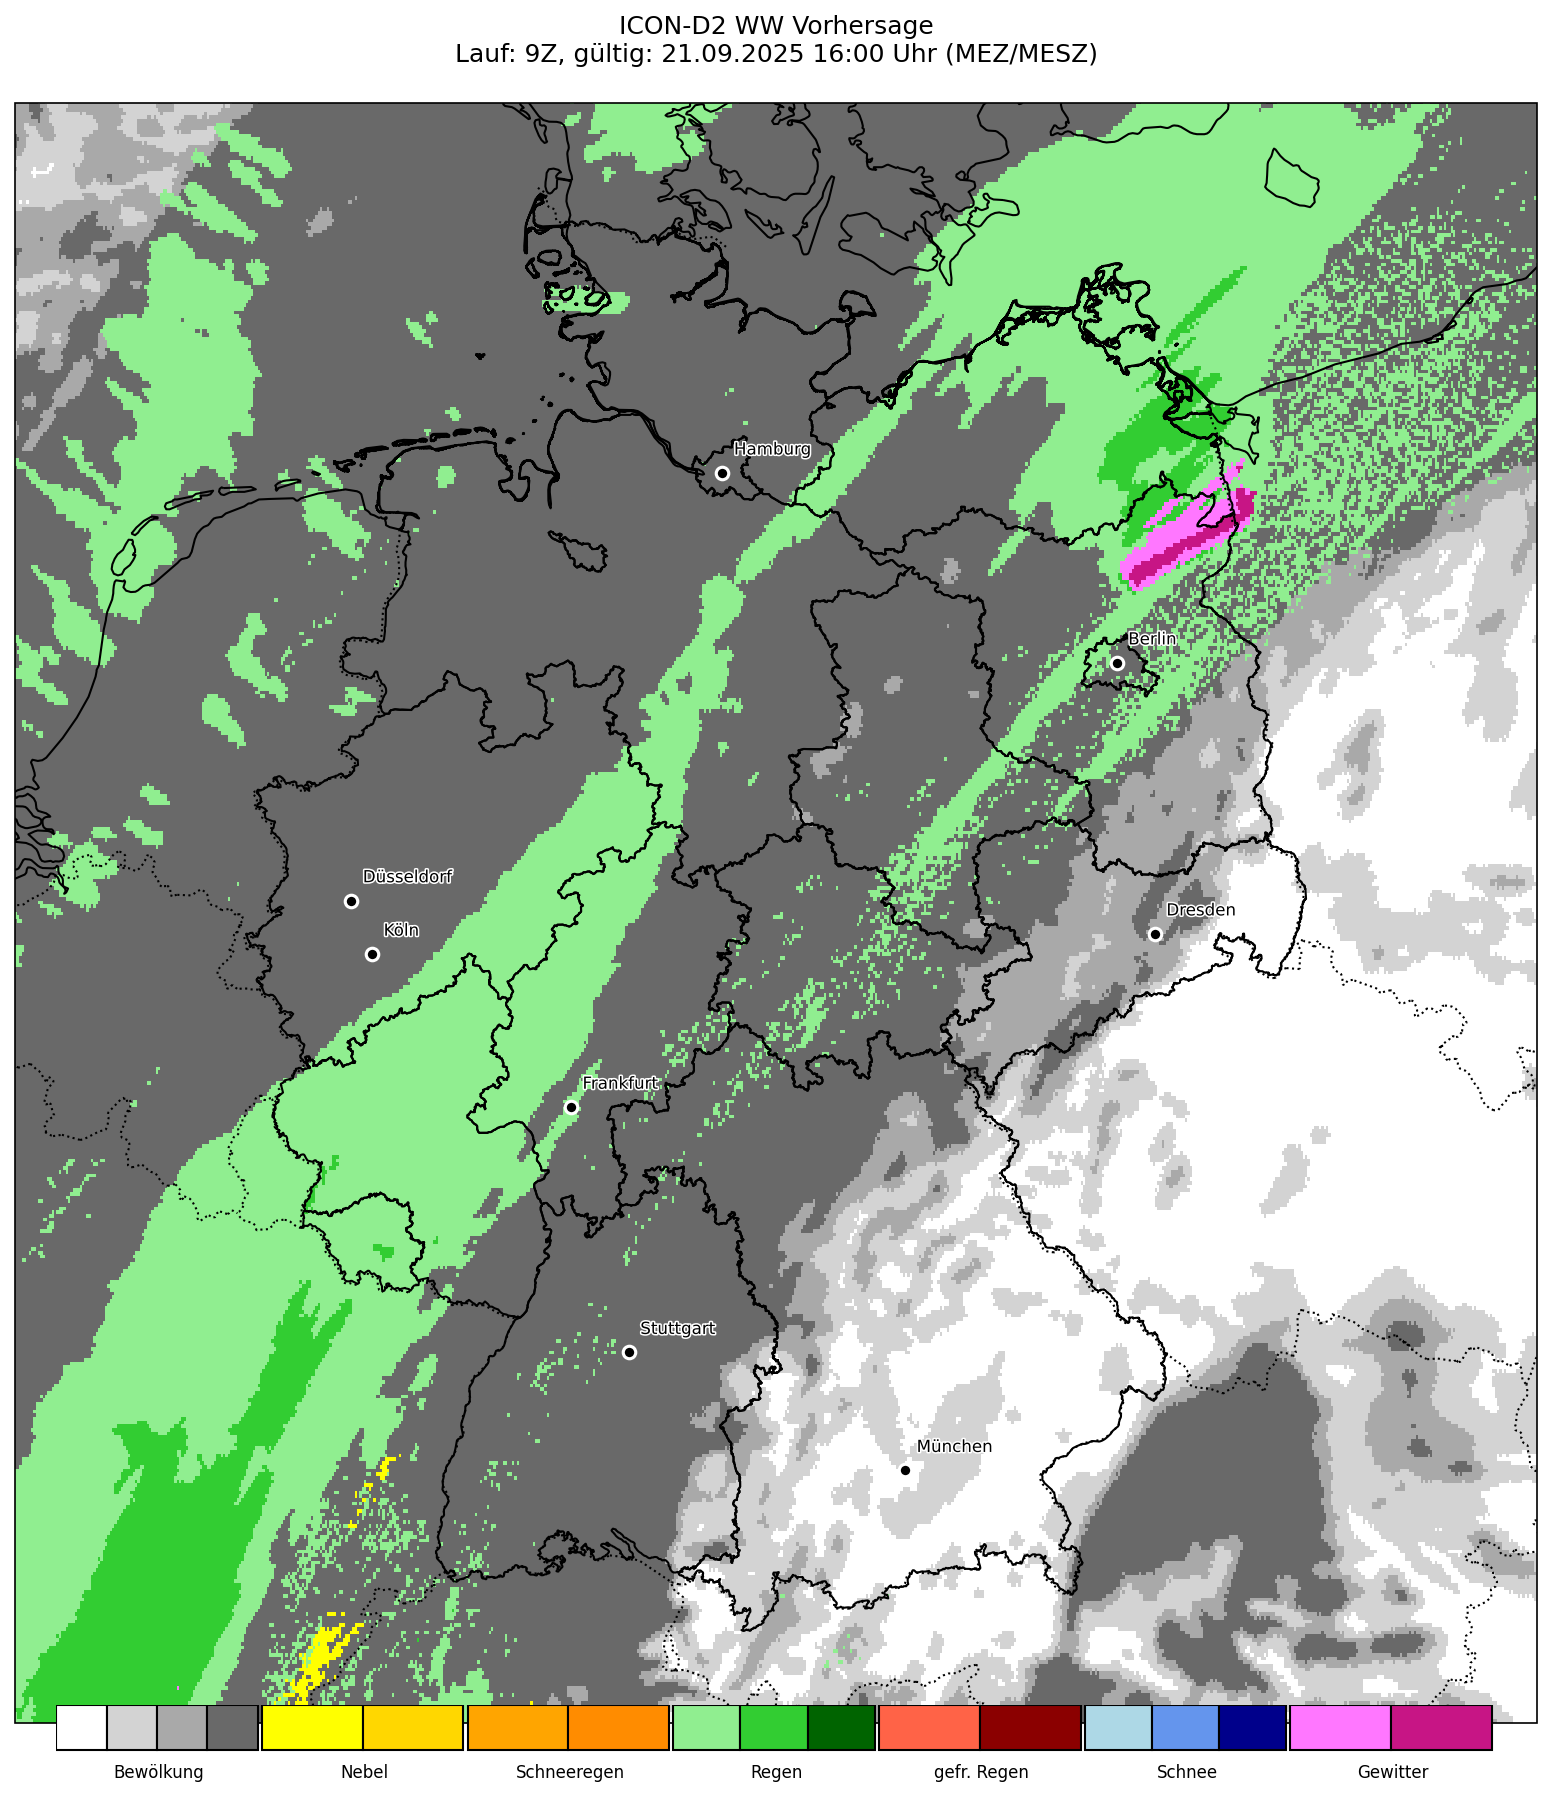 ICON-D2 WW Vorhersage
Lauf: 9Z, gültig: 21.09.2025 16:00 Uhr (MEZ/MESZ)
Hamburg
Berlin
Düsseldorf
Köln
Dresden
Frankfurt
Stuttgart
München
Bewölkung
Nebel
Schneeregen
Regen
gefr. Regen
Schnee
Gewitter